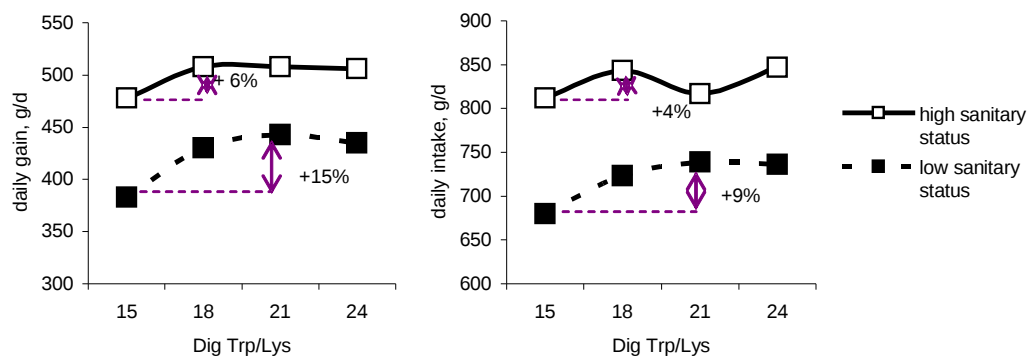 daily gain, g/d
550
500
450
400
350
300
+ 6%
+15%
15 18 21 24
Dig Trp/Lys
daily intake, g/d
900
850
800
750
700
650
600
+4%
+9%
15 18 21 24
Dig Trp/Lys
high sanitary
status
low sanitary
status